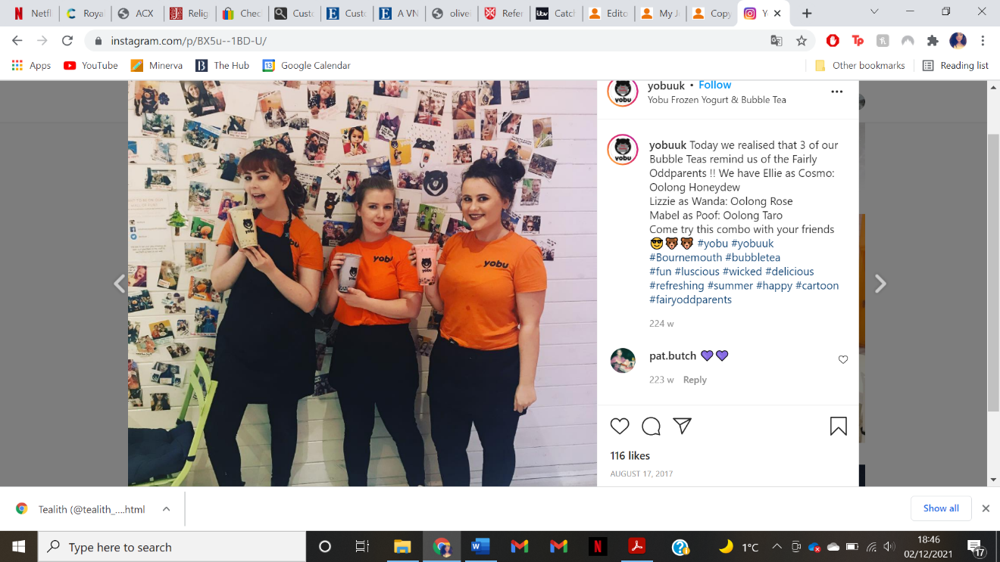 Netfl
Roya
ACX
Relig
Chec
Custo
Custo
A VN
olive
Refer
Catch
Edito
My J
Copy
Y
instagram.com/p/BX5u--1BD-U/
Apps
YouTube
Minerva
The Hub
Google Calendar
Other bookmarks
Reading list
yobuuk • Follow
Yobu Frozen Yogurt & Bubble Tea
yobuuk Today we realised that 3 of our
Bubble Teas remind us of the Fairly
Oddparents !! We have Ellie as Cosmo:
Oolong Honeydew
Lizzie as Wanda: Oolong Rose
Mabel as Poof: Oolong Taro
Come try this combo with your friends
😎🐻🐻 #yobu #yobuuk
#Bournemouth #bubbletea
#fun #luscious #wicked #delicious
#refreshing #summer #happy #cartoon
#fairyoddparents
224 w
pat.butch 💜💜
223 w Reply
116 likes
AUGUST 17, 2017
yobu
yobu
yobu
yobu
yobu
Tealith (@tealith_....html
Show all
Type here to search
1°C
18:46
02/12/2021
17